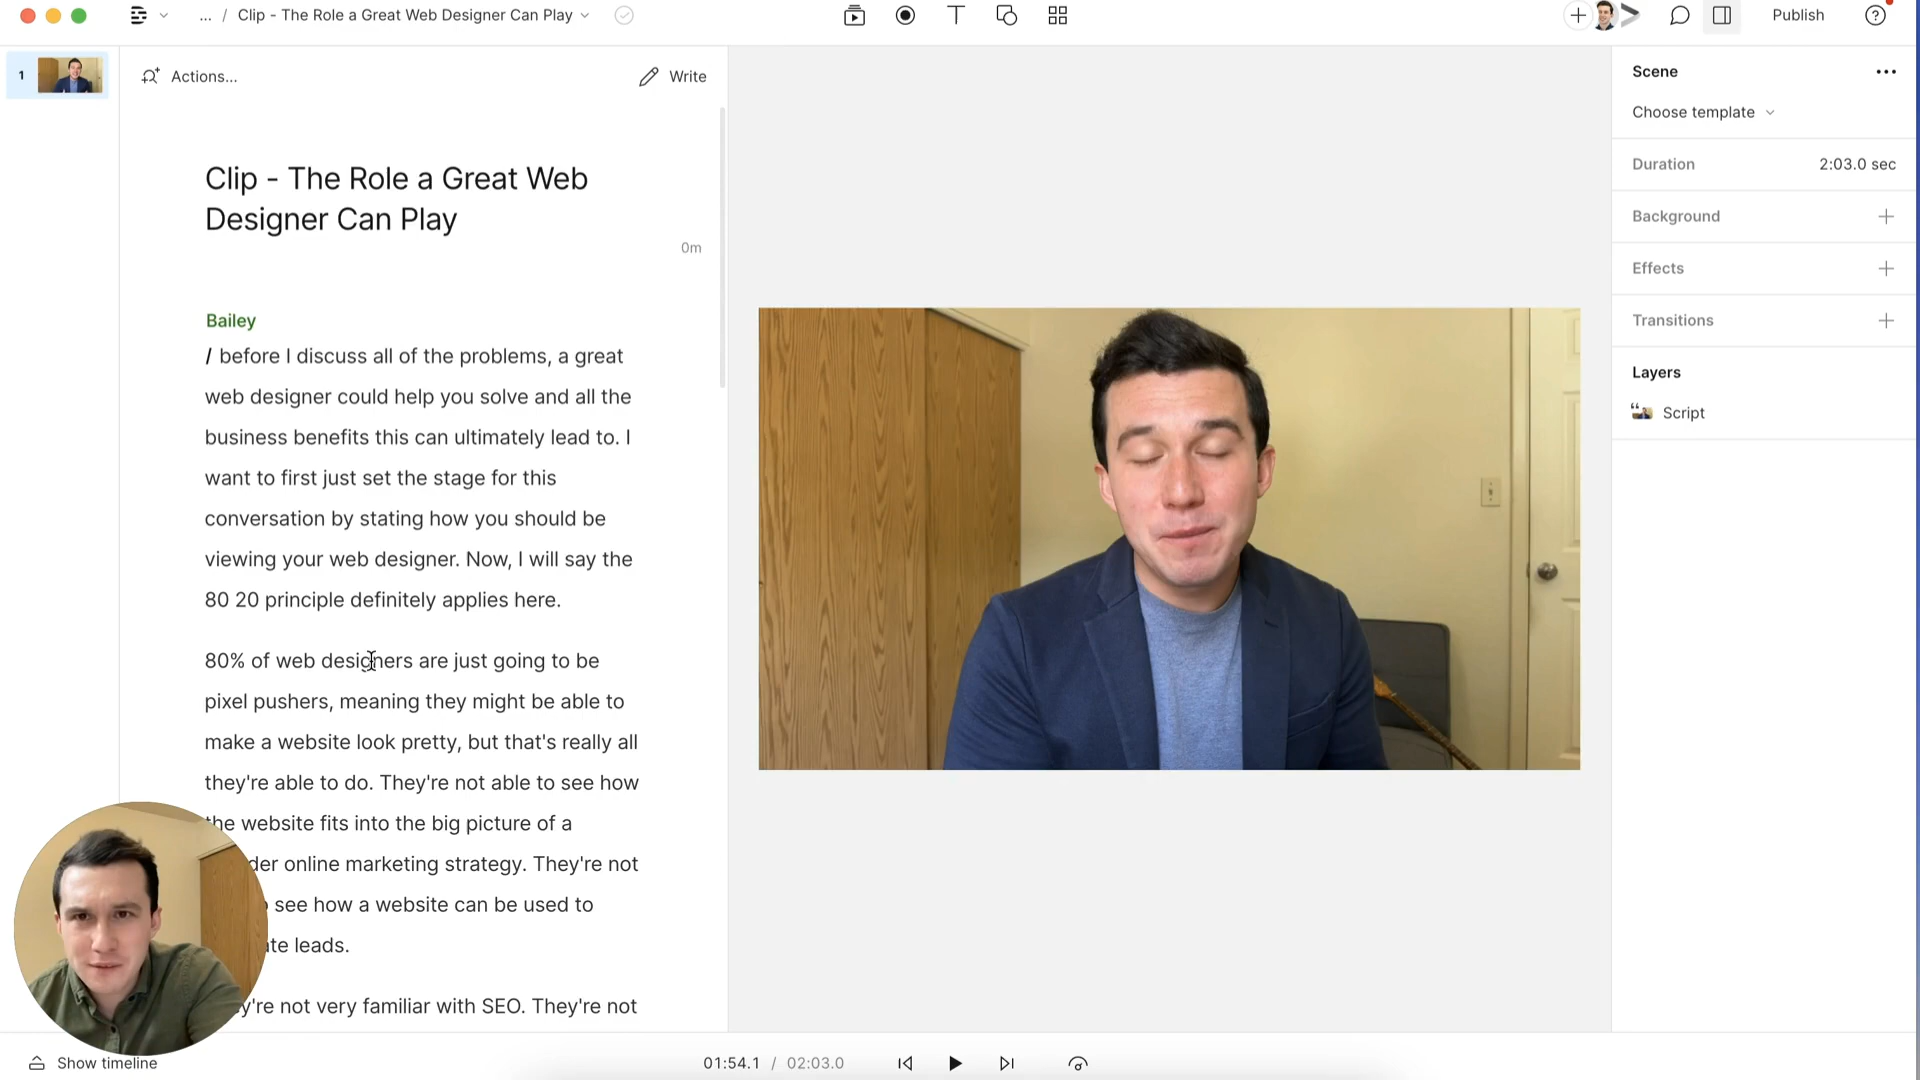 ... / Clip - The Role a Great Web Designer Can Play
Publish
1
Actions...
Write
Clip - The Role a Great Web
Designer Can Play
0m
Bailey
/ before I discuss all of the problems, a great
web designer could help you solve and all the
business benefits this can ultimately lead to. I
want to first just set the stage for this
conversation by stating how you should be
viewing your web designer. Now, I will say the
80 20 principle definitely applies here.
80% of web designers are just going to be
pixel pushers, meaning they might be able to
make a website look pretty, but that's really all
they're able to do. They're not able to see how
the website fits into the big picture of a
online marketing strategy. They're not
see how a website can be used to
leads.
not very familiar with SEO. They're not
Scene
Choose template
Duration
2:03.0 sec
Background
Effects
Transitions
Layers
Script
Show timeline
01:54.1 / 02:03.0